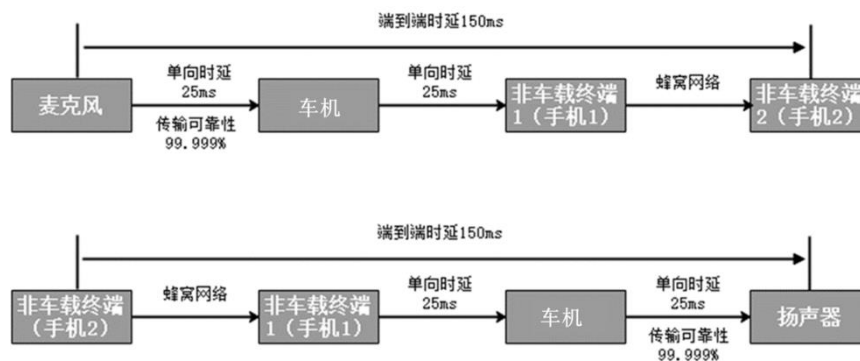 端到端时延150ms
单向时延
25ms
单向时延
25ms
蜂窝网络
麦克风
车机
非车载终端
1（手机1）
非车载终端
2（手机2）
传输可靠性
99.999%
端到端时延150ms
蜂窝网络
单向时延
25ms
单向时延
25ms
非车载终端
（手机2）
非车载终端
1（手机1）
车机
扬声器
传输可靠性
99.999%